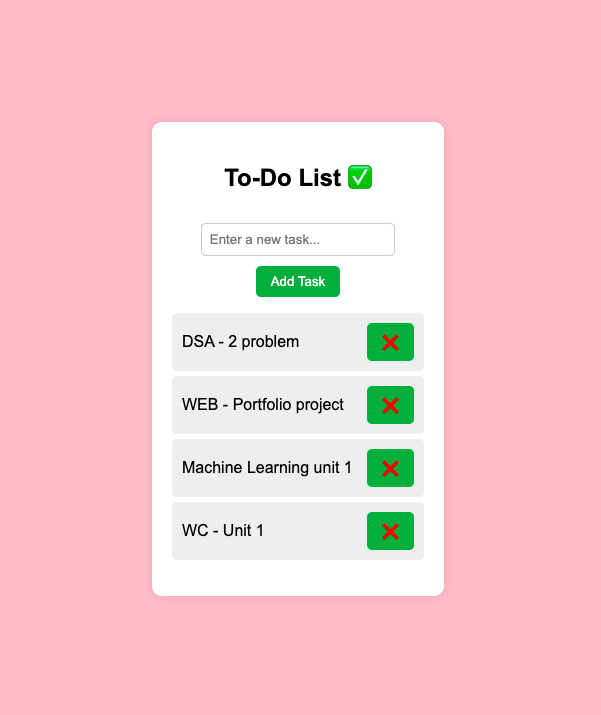 To-Do List ✅
Enter a new task...
Add Task
DSA - 2 problem
WEB - Portfolio project
Machine Learning unit 1
WC - Unit 1